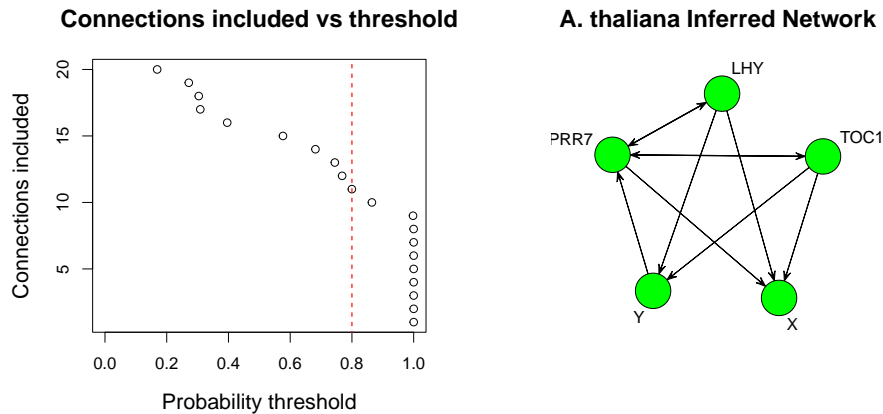 Connections included vs threshold
Connections included
20
15
10
5
0.0 0.2 0.4 0.6 0.8 1.0
Probability threshold
A. thaliana Inferred Network
LHY
PRR7
TOC1
Y
X